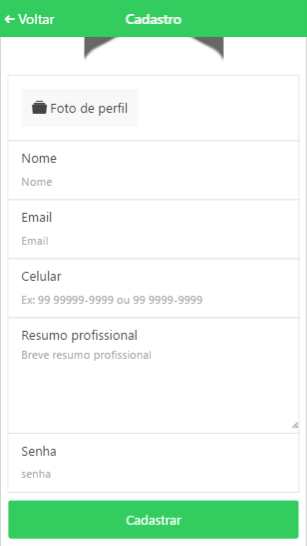 Voltar
Cadastro
Foto de perfil
Nome
Nome
Email
Email
Celular
Ex: 99 99999-9999 ou 99 9999-9999
Resumo profissional
Breve resumo profissional
Senha
senha
Cadastrar